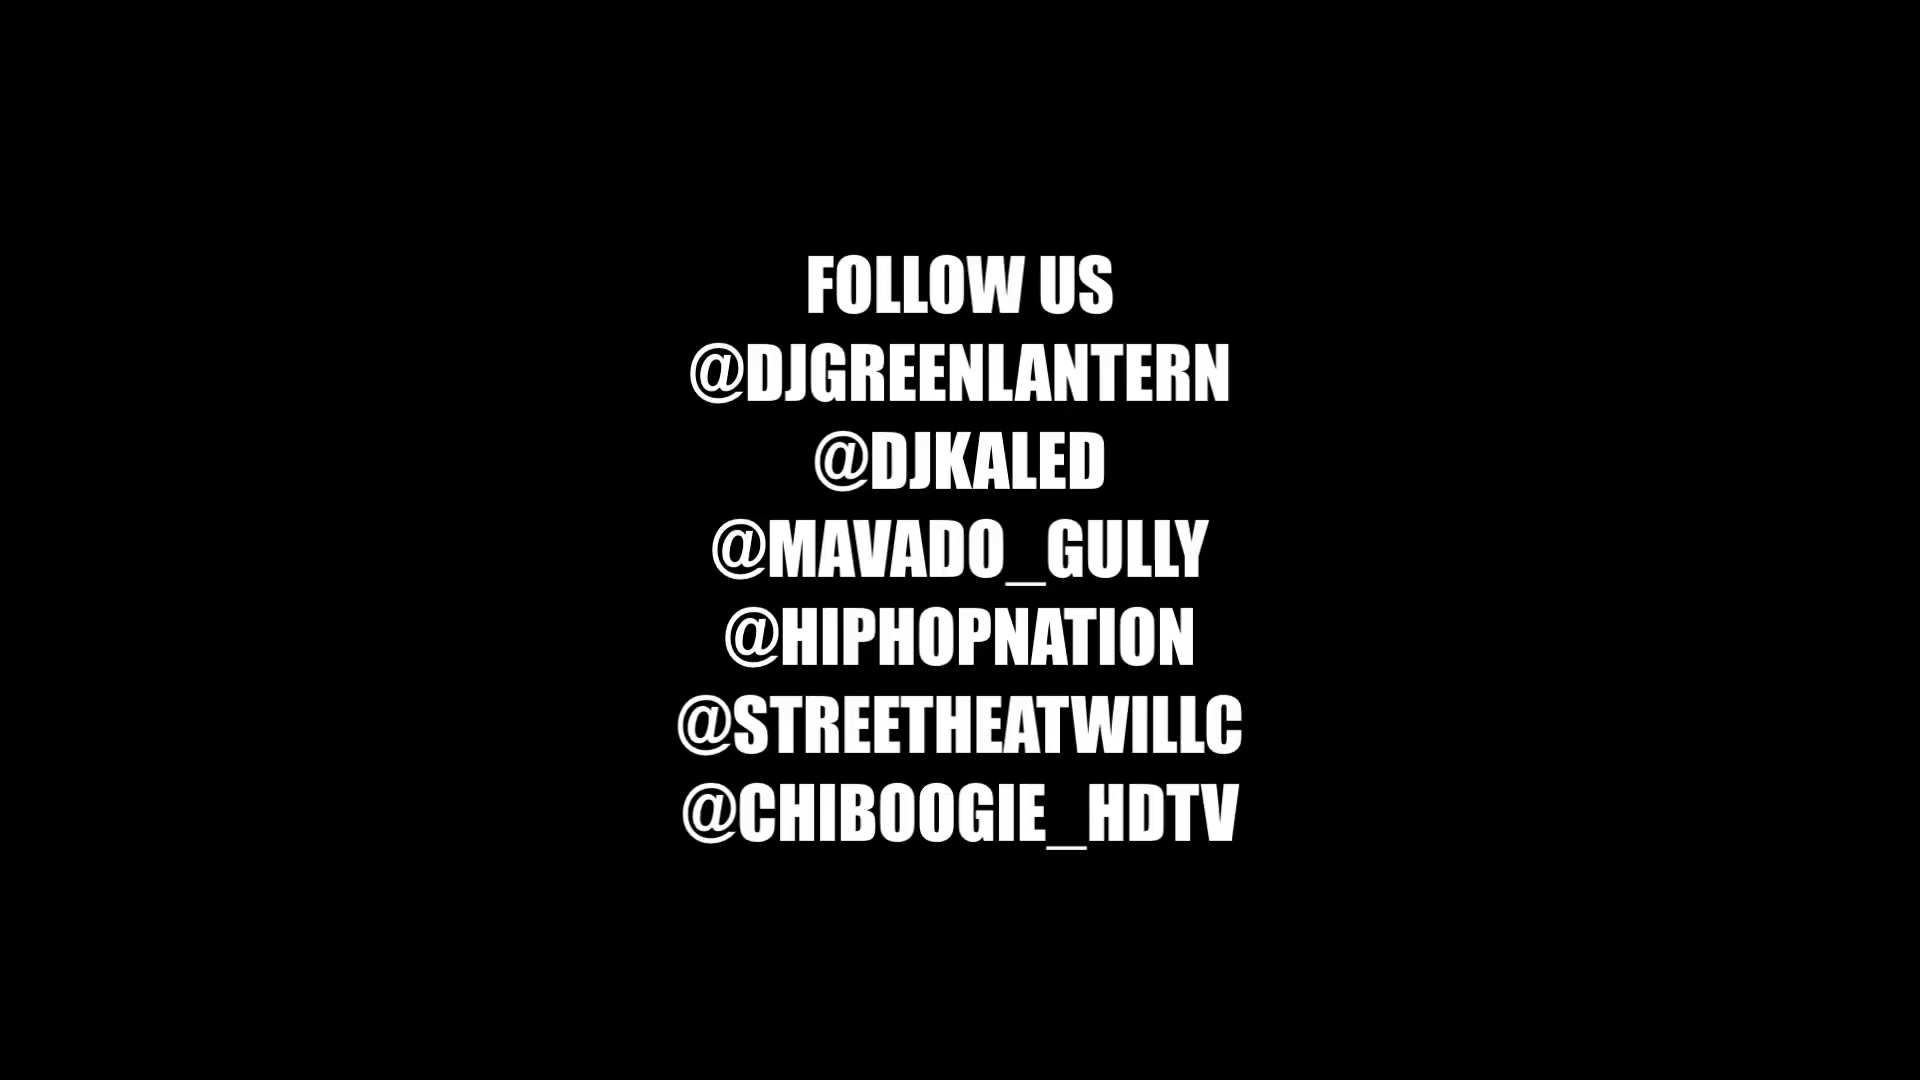 FOLLOW US
@DJGREENLANTERN
@DJKALED
@MAVADO_GULLY
@HIPHOPNATION
@STREETHEATWILLC
@CHIBOOGIE_HDTV